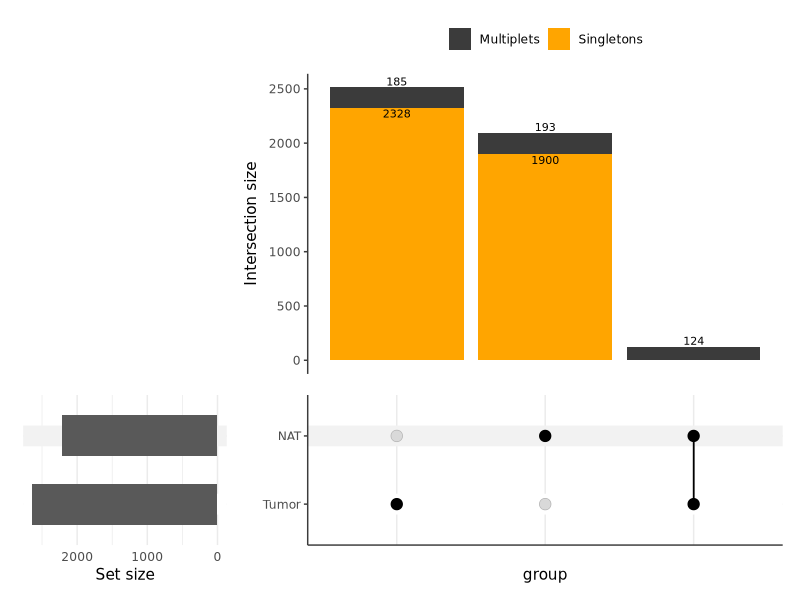 Multiplets
Singletons
Intersection size
2500
2000
1500
1000
500
0
185
2328
193
1900
124
NAT
Tumor
2000
1000
0
Set size
group